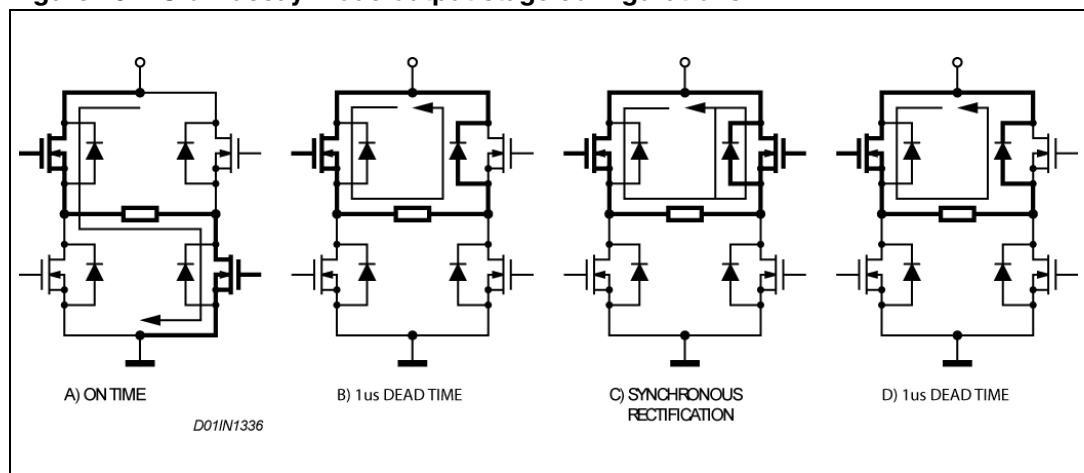 A) ON TIME
B) 1us DEAD TIME
C) SYNCHRONOUS
RECTIFICATION
D) 1us DEAD TIME
D01IN1336